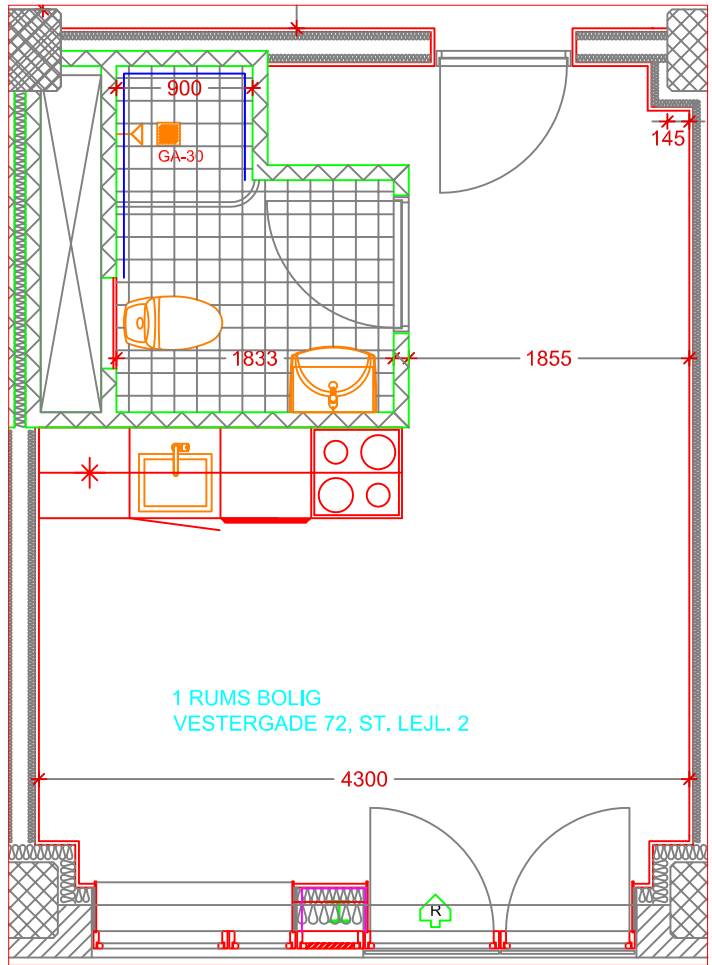 900
GA-30
145
1833
1855
1 RUMS BOLIG
VESTERGADE 72, ST. LEJL. 2
4300
R